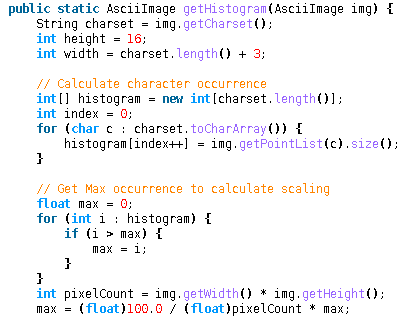 public static AsciiImage getHistogram(AsciiImage img) {
    String charset = img.getCharset();
    int height = 16;
    int width = charset.length() + 3;

    // Calculate character occurrence
    int[] histogram = new int[charset.length()];
    int index = 0;
    for (char c : charset.toCharArray()) {
        histogram[index++] = img.getPointList(c).size();
    }

    // Get Max occurrence to calculate scaling
    float max = 0;
    for (int i : histogram) {
        if (i > max) {
            max = i;
        }
    }
    int pixelCount = img.getWidth() * img.getHeight();
    max = (float)100.0 / (float)pixelCount * max;